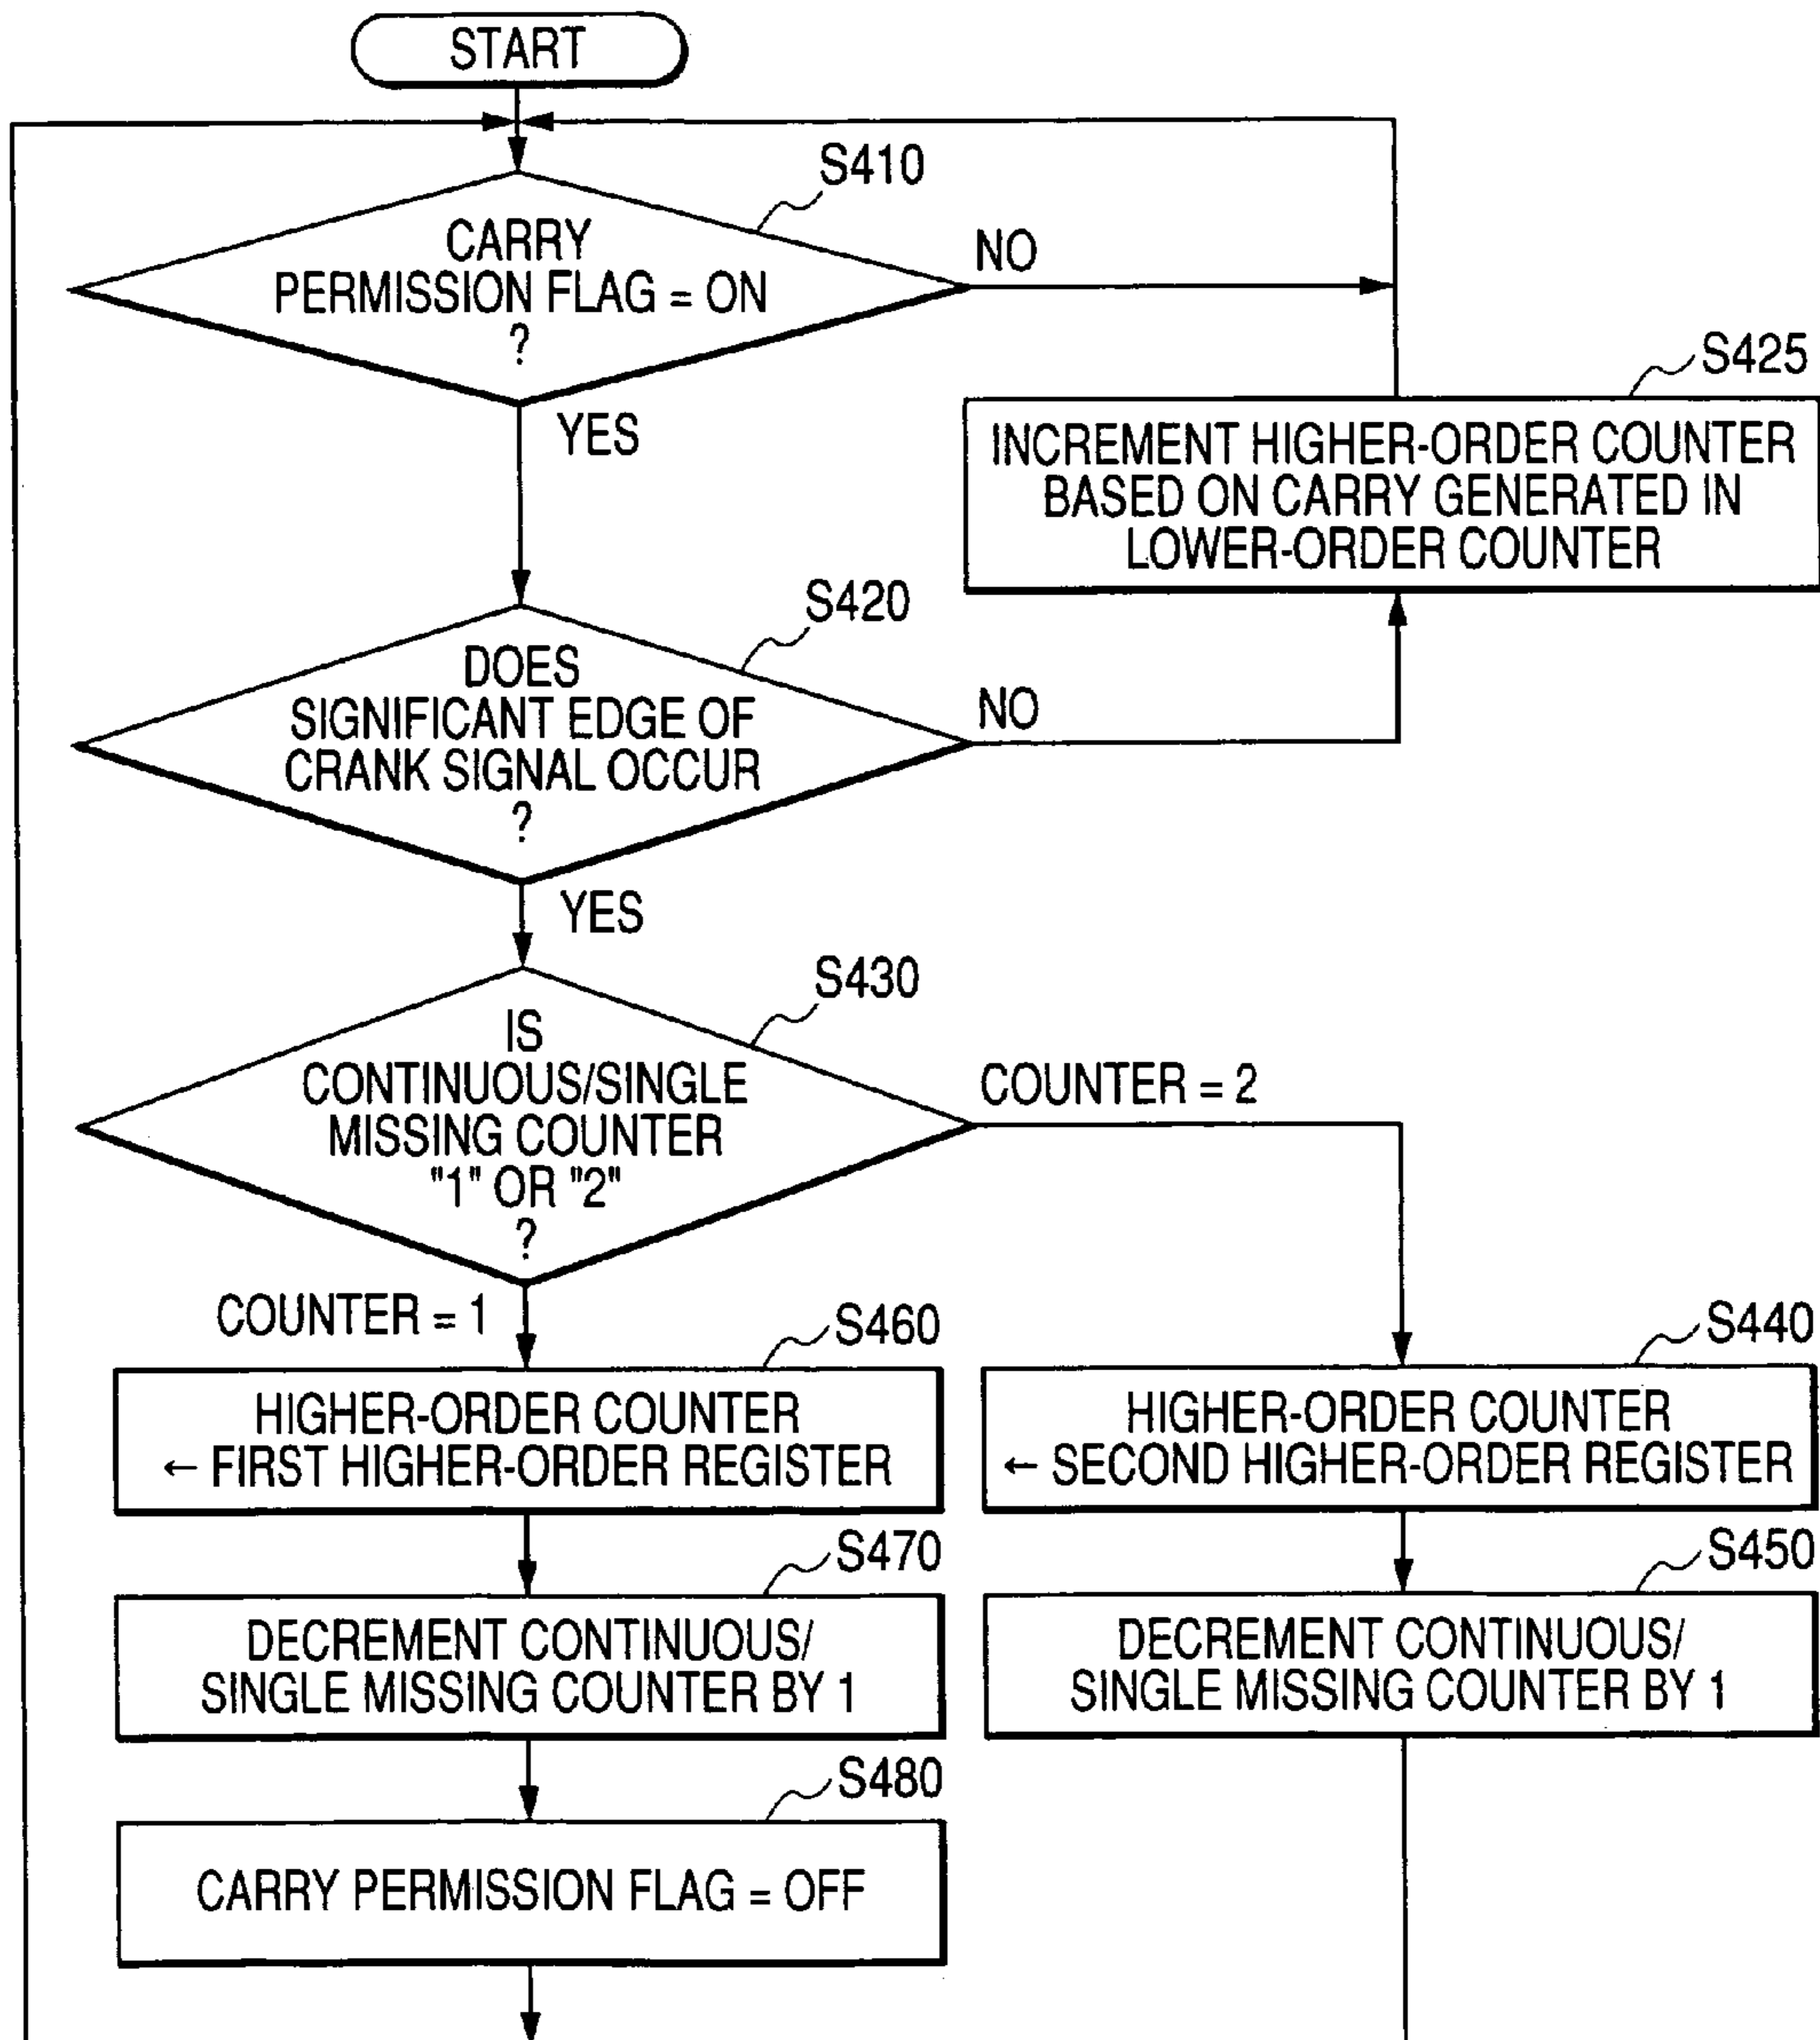 START
S410
CARRY
PERMISSION FLAG = ON
?
NO
YES
S425
INCREMENT HIGHER-ORDER COUNTER
BASED ON CARRY GENERATED IN
LOWER-ORDER COUNTER
S420
DOES
SIGNIFICANT EDGE OF
CRANK SIGNAL OCCUR
?
NO
YES
S430
IS
CONTINUOUS/SINGLE
MISSING COUNTER
"1" OR "2"
?
COUNTER = 2
COUNTER = 1
S460
HIGHER-ORDER COUNTER
← FIRST HIGHER-ORDER REGISTER
S440
HIGHER-ORDER COUNTER
← SECOND HIGHER-ORDER REGISTER
S470
DECREMENT CONTINUOUS/
SINGLE MISSING COUNTER BY 1
S450
DECREMENT CONTINUOUS/
SINGLE MISSING COUNTER BY 1
S480
CARRY PERMISSION FLAG = OFF